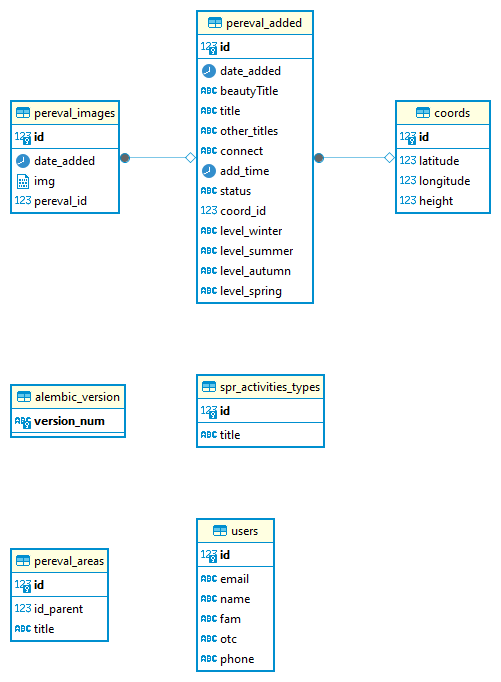 pereval_added
123 id
date_added
ABC beautyTitle
ABC title
ABC other_titles
ABC connect
add_time
ABC status
123 coord_id
ABC level_winter
ABC level_summer
ABC level_autumn
ABC level_spring
pereval_images
123 id
date_added
img
123 pereval_id
coords
123 id
123 latitude
123 longitude
123 height
alembic_version
ABC version_num
spr_activities_types
123 id
ABC title
pereval_areas
123 id
123 id_parent
ABC title
users
123 id
ABC email
ABC name
ABC fam
ABC otc
ABC phone